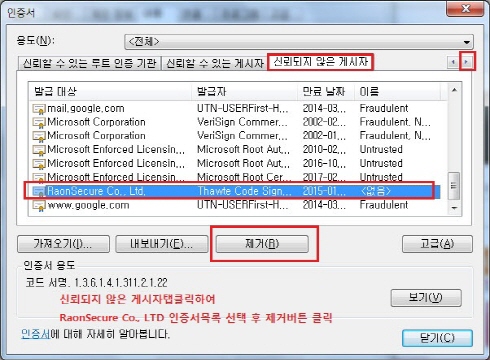 인증서
용도(N): <전체>
신뢰할 수 있는 루트 인증 기관 신뢰할 수 있는 게시자 신뢰되지 않은 게시자
발급 대상 발급자 만료 날짜 이름
mail.google.com UTN-USERFirst-H... 2014-03... Fraudulent
Microsoft Corporation VeriSign Commer... 2002-02... Fraudulent, N...
Microsoft Corporation VeriSign Commer... 2002-01... Fraudulent, N...
Microsoft Enforced Licensin... Microsoft Root Aut... 2010-02... Untrusted
Microsoft Enforced Licensin... Microsoft Root Aut... 2016-10... Untrusted
Microsoft Enforced Licensin... Microsoft Root Cer... 2017-02... Untrusted
RaonSecure Co., Ltd. Thawte Code Sign... 2015-01... <없음>
www.google.com UTN-USERFirst-H... 2014-03... Fraudulent
가져오기(I)... 내보내기(E)... 제거(R) 고급(A)
인증서 용도
코드 서명, 1.3.6.1.4.1.311.2.1.22
신뢰되지 않은 게시자탭클릭하여
보기(V)
RaonSecure Co., LTD 인증서목록 선택 후 제거버튼 클릭
인증서에 대해 자세히 알아봅니다.
닫기(C)